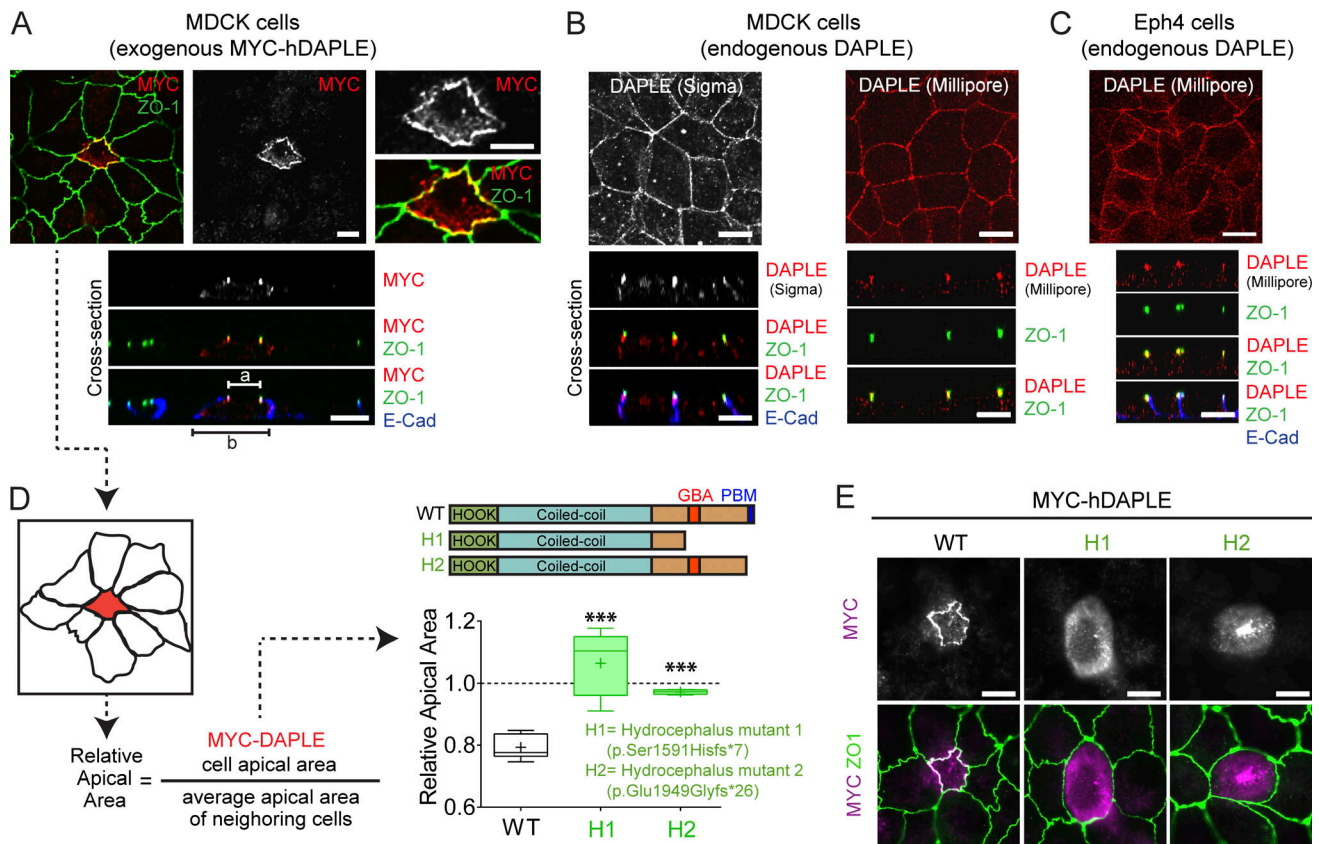 A
MDCK cells
(exogenous MYC-hDAPLE)
MYC
ZO-1
MYC
MYC
MYC
ZO-1
Cross-section
MYC
MYC
ZO-1
MYC
ZO-1
E-Cad
a
b
B
MDCK cells
(endogenous DAPLE)
DAPLE (Sigma)
DAPLE (Millipore)
Cross-section
DAPLE
(Sigma)
DAPLE
ZO-1
DAPLE
ZO-1
E-Cad
DAPLE
(Millipore)
ZO-1
DAPLE
ZO-1
C
Eph4 cells
(endogenous DAPLE)
DAPLE (Millipore)
DAPLE
(Millipore)
ZO-1
DAPLE
ZO-1
DAPLE
ZO-1
E-Cad
D
Relative
Apical
Area
=
MYC-DAPLE
cell apical area
average apical area
of neighoring cells
GBA PBM
WT HOOK Coiled-coil
H1 HOOK Coiled-coil
H2 HOOK Coiled-coil
Relative Apical Area
1.2
1.0
0.8
0.6
***
***
H1= Hydrocephalus mutant 1
(p.Ser1591Hisfs*7)
H2= Hydrocephalus mutant 2
(p.Glu1949Glyfs*26)
WT H1 H2
E
MYC-hDAPLE
WT H1 H2
MYC
MYC ZO1